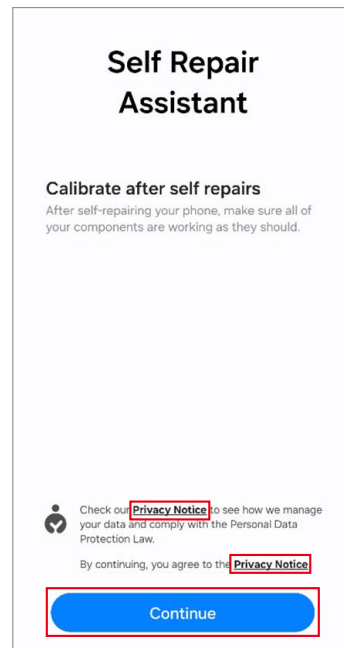 Self Repair
Assistant
Calibrate after self repairs
After self-repairing your phone, make sure all of
your components are working as they should.
Check our Privacy Notice to see how we manage
your data and comply with the Personal Data
Protection Law.
By continuing, you agree to the Privacy Notice
Continue